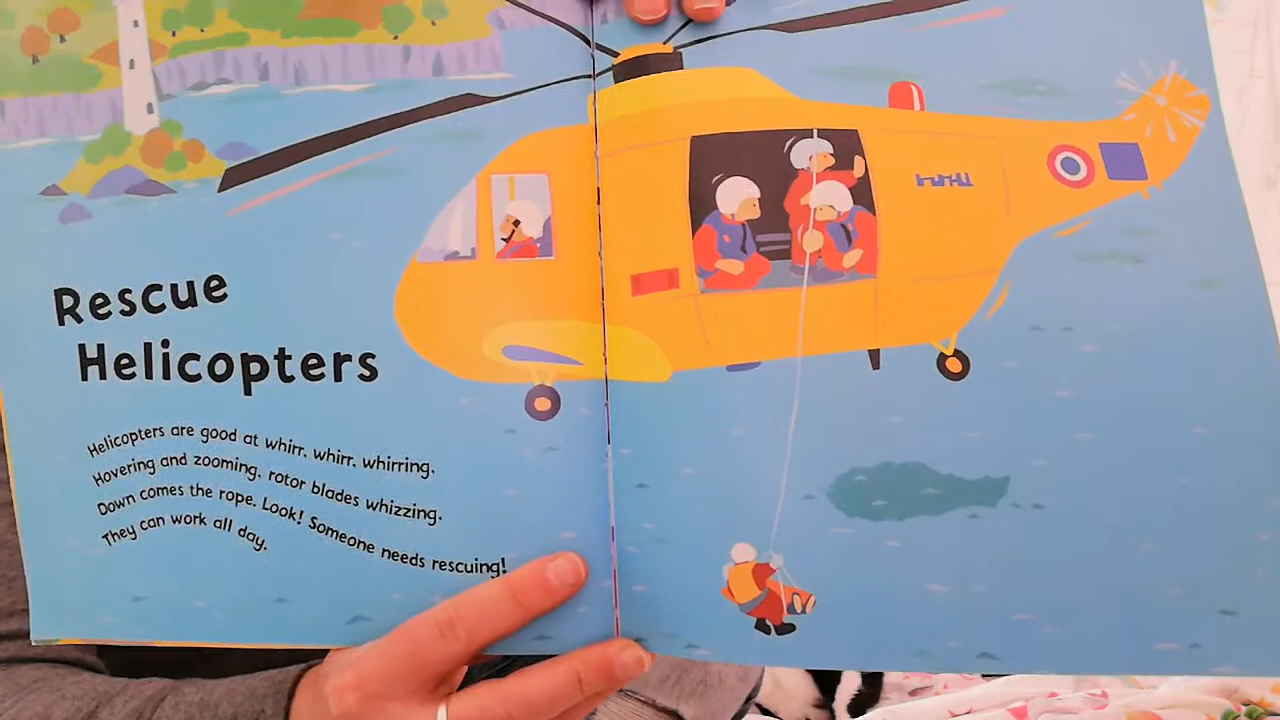 Rescue
Helicopters
Helicopters are good at whirr, whirr, whirring.
Hovering and zooming, rotor blades whizzing.
Down comes the rope. Look! Someone needs rescuing!
They can work all day.